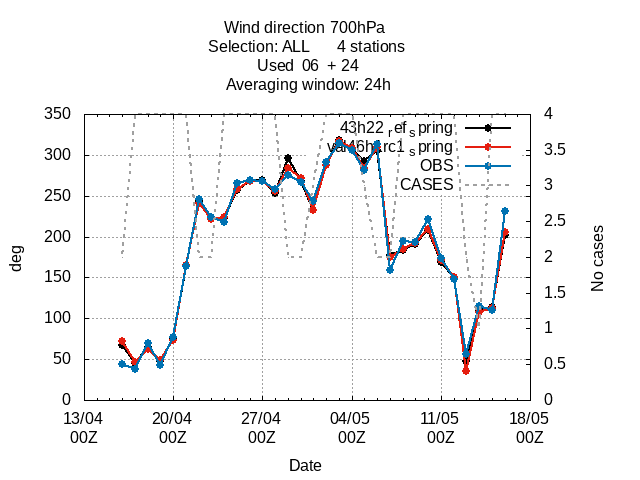 Wind direction 700hPa
Selection: ALL 4 stations
Used 06 + 24
Averaging window: 24h
43h22_ref_spring
OBS
CASES
350
300
250
200
150
100
50
0
deg
4
3.5
3
2.5
2
1.5
1
0.5
0
No cases
13/04 20/04 27/04 04/05 11/05 18/05
00Z 00Z 00Z 00Z 00Z 00Z
Date